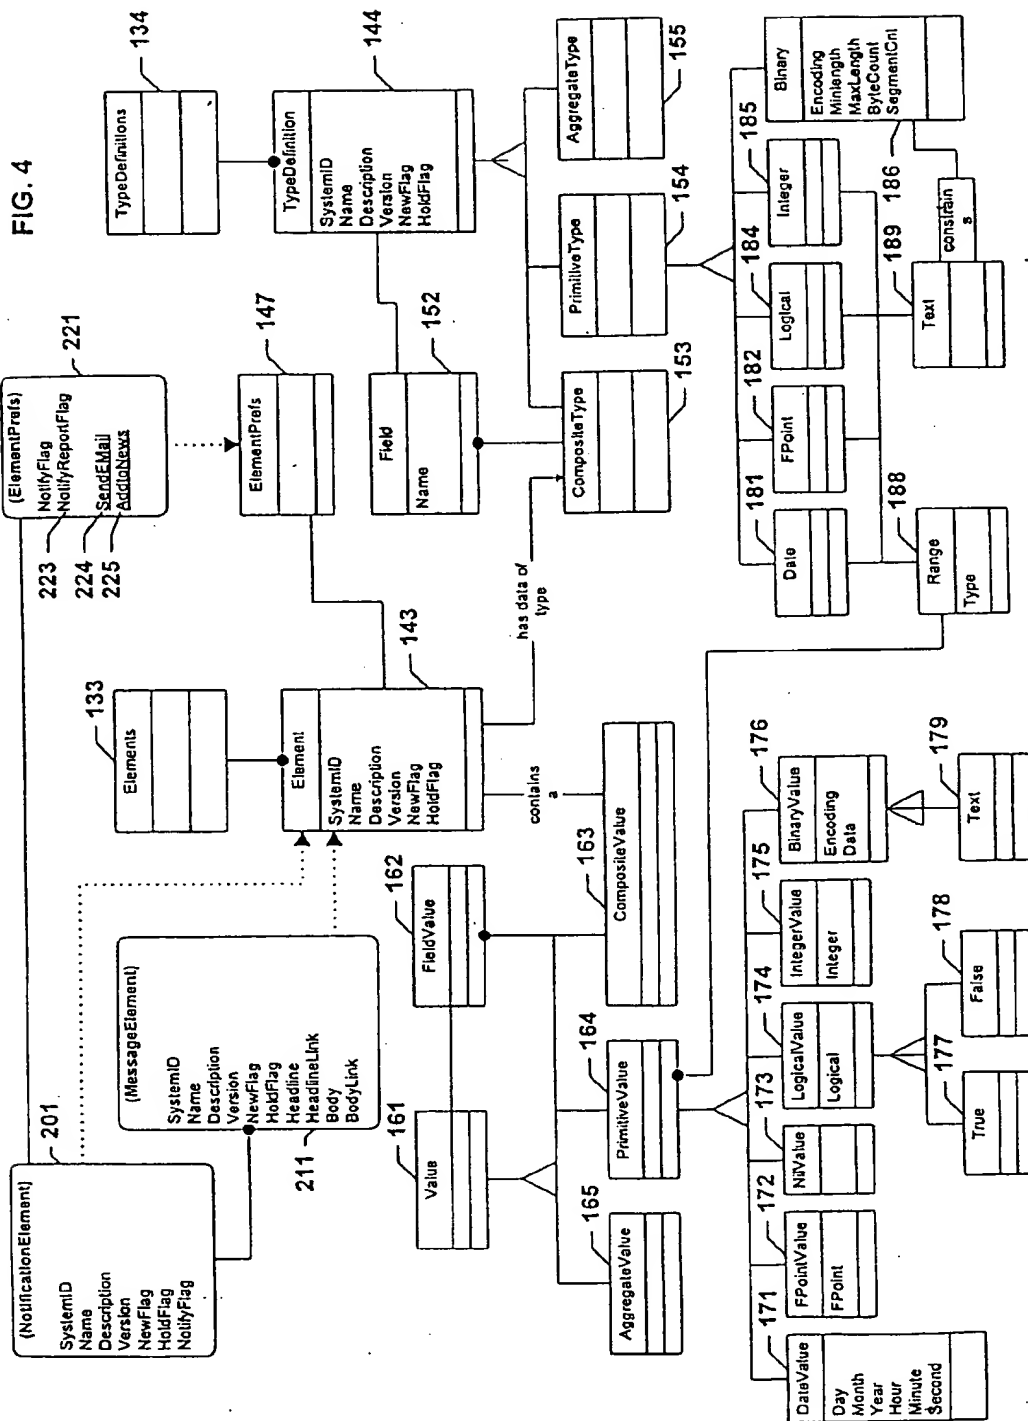 FIG. 4
(NotificationElement)
SystemID
Name
Description
Version
NewFlag
HoldFlag
NotifyFlag
201
(MessageElement)
SystemID
Name
Description
Version
NewFlag
HoldFlag
Headline
HeadlineLink
Body
BodyLink
211
Elements
133
Element
SystemID
Name
Description
Version
NewFlag
HoldFlag
143
(ElementPrefs)
NotifyFlag
NotifyReportFlag
SendEMail
AddtoNews
221
223
224
225
ElementPrefs
147
TypeDefinitions
134
TypeDefinition
SystemID
Name
Description
Version
NewFlag
HoldFlag
144
Field
Name
152
has data of
type
contains
a
Value
161
FieldValue
162
AggregateValue
165
PrimitiveValue
164
CompositeValue
163
CompositeType
153
PrimitiveType
154
AggregateType
155
DateValue
Day
Month
Year
Hour
Minute
Second
171
FPointValue
FPoint
172
NilValue
173
LogicalValue
Logical
174
IntegerValue
Integer
175
BinaryValue
Encoding
Data
176
True
177
False
178
Text
179
Date
181
FPoint
182
Logical
184
Integer
185
Binary
Encoding
Minlength
MaxLength
ByteCount
SegmentCnt
186
Range
Type
188
Text
189
constrain
s